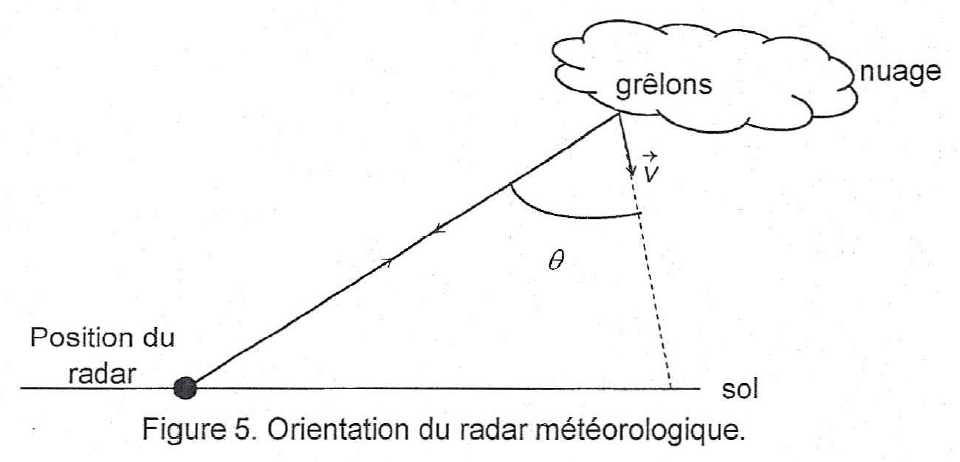 nuage
grêlons
v
θ
Position du
radar
sol
Figure 5. Orientation du radar météorologique.